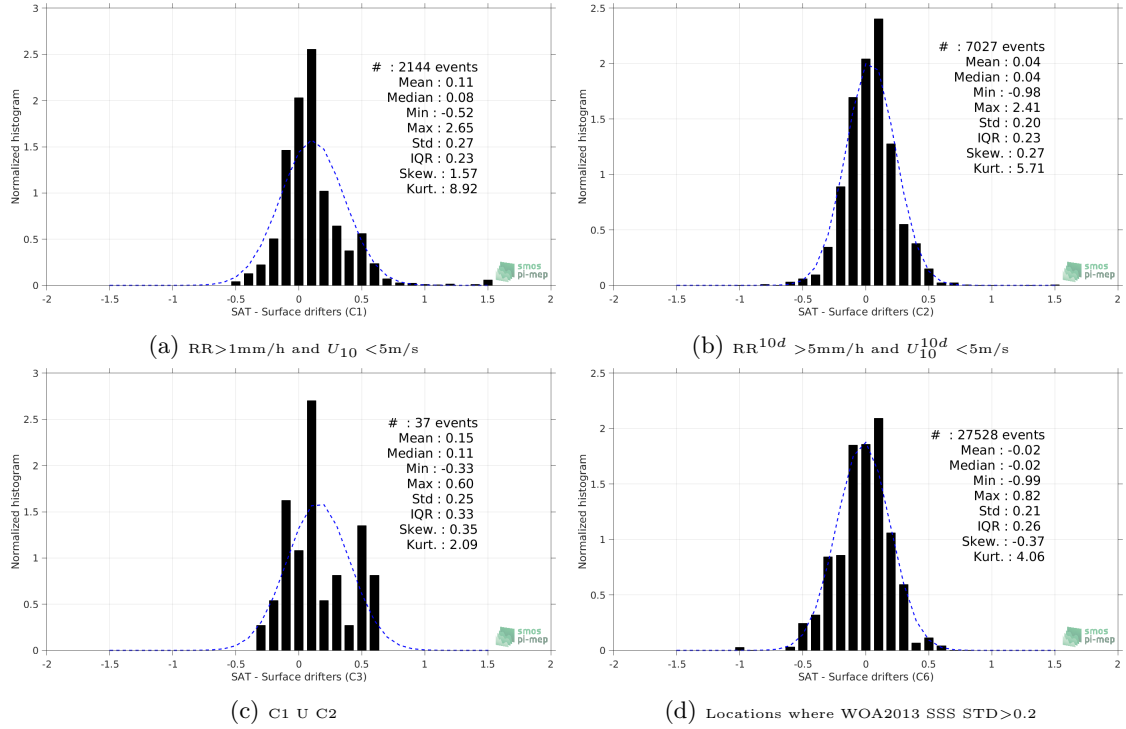 3
2.5
2
1.5
1
0.5
0
-2
-1.5
-1
-0.5
0
0.5
1
1.5
2
Normalized histogram
SAT - Surface drifters (C1)
# : 2144 events
Mean : 0.11
Median : 0.08
Min : -0.52
Max : 2.65
Std : 0.27
IQR : 0.23
Skew. : 1.57
Kurt. : 8.92
smos
pi-mep
(a) RR>1mm/h and U10 <5m/s
2.5
2
1.5
1
0.5
0
-2
-1.5
-1
-0.5
0
0.5
1
1.5
2
Normalized histogram
SAT - Surface drifters (C2)
# : 7027 events
Mean : 0.04
Median : 0.04
Min : -0.98
Max : 2.41
Std : 0.20
IQR : 0.23
Skew. : 0.27
Kurt. : 5.71
smos
pi-mep
(b) RR10d >5mm/h and U10 10d <5m/s
3
2.5
2
1.5
1
0.5
0
-2
-1.5
-1
-0.5
0
0.5
1
1.5
2
Normalized histogram
SAT - Surface drifters (C3)
# : 37 events
Mean : 0.15
Median : 0.11
Min : -0.33
Max : 0.60
Std : 0.25
IQR : 0.33
Skew. : 0.35
Kurt. : 2.09
smos
pi-mep
(c) C1 U C2
2.5
2
1.5
1
0.5
0
-2
-1.5
-1
-0.5
0
0.5
1
1.5
2
Normalized histogram
SAT - Surface drifters (C6)
# : 27528 events
Mean : -0.02
Median : -0.02
Min : -0.99
Max : 0.82
Std : 0.21
IQR : 0.26
Skew. : -0.37
Kurt. : 4.06
smos
pi-mep
(d) Locations where WOA2013 SSS STD>0.2